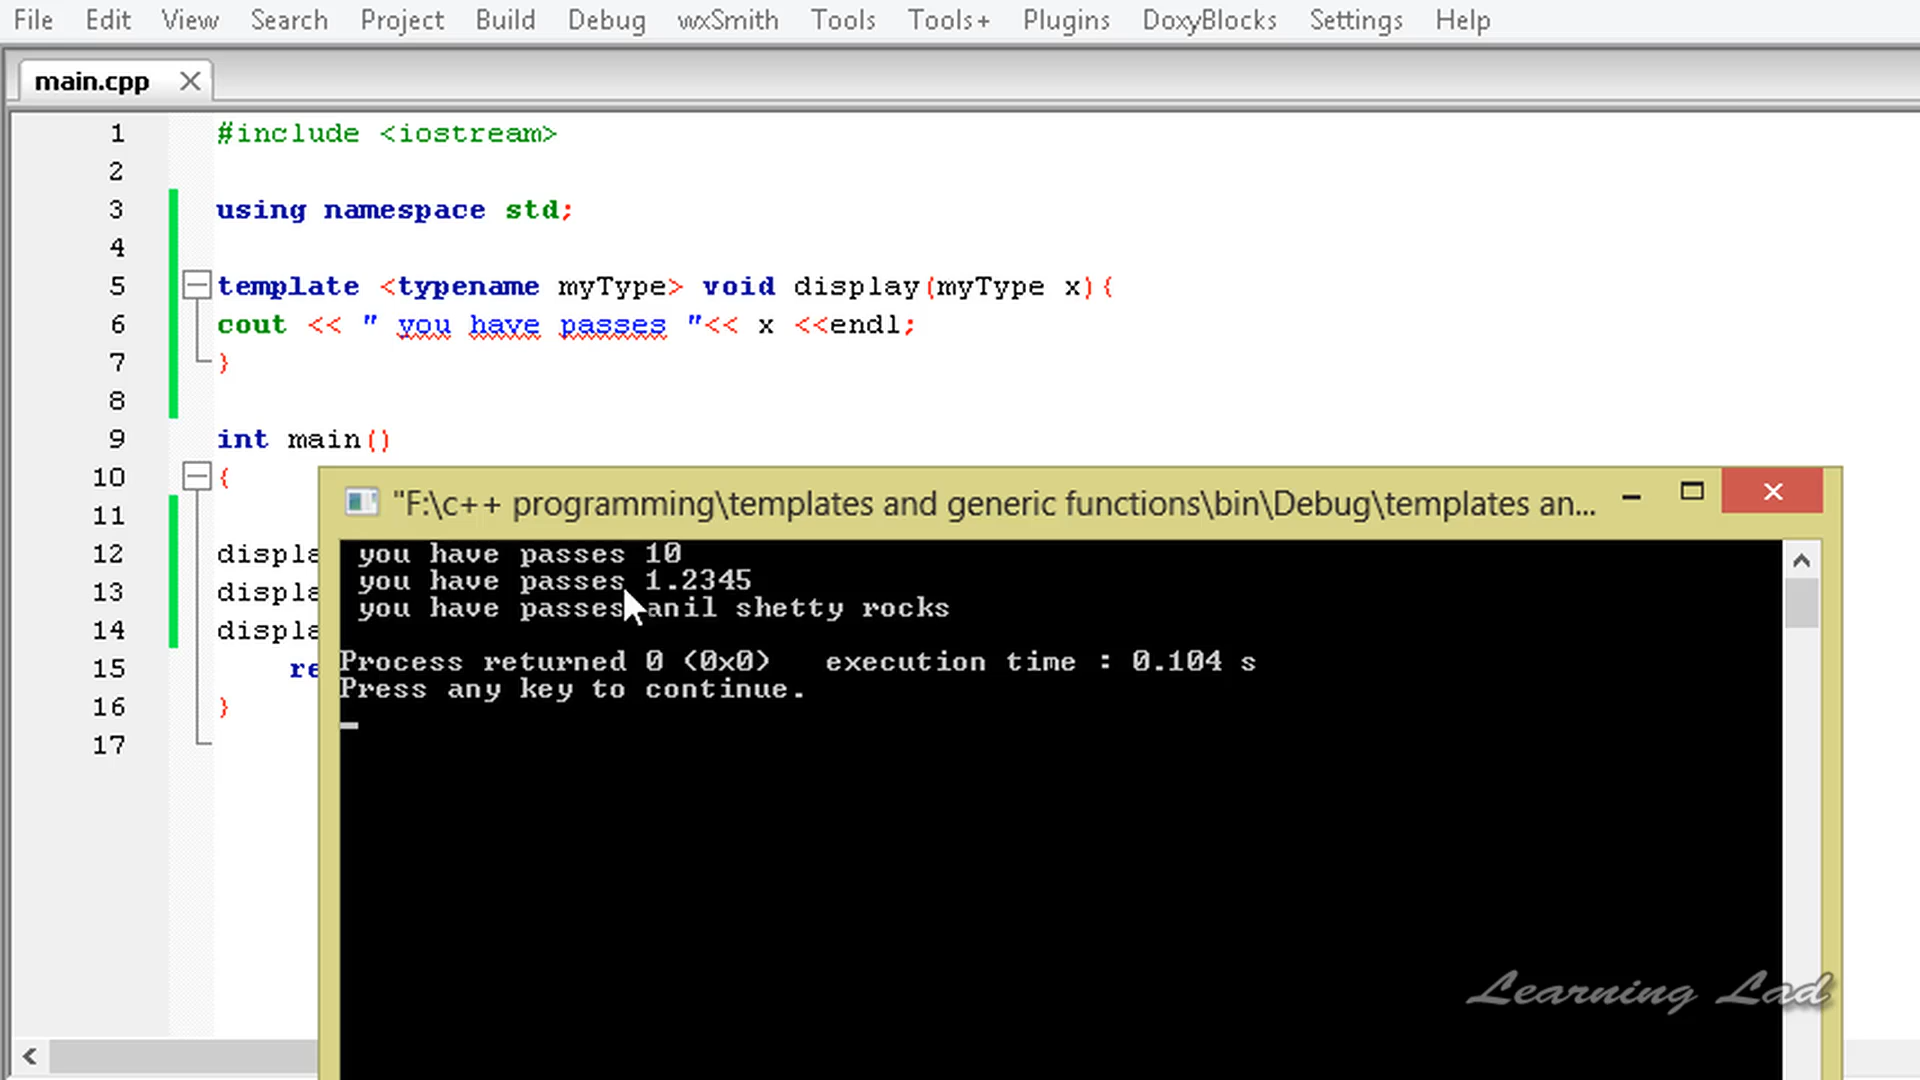 File Edit View Search Project Build Debug wxSmith Tools Tools+ Plugins DoxyBlocks Settings Help
main.cpp
1 #include <iostream>
2
3 using namespace std;
4
5 template <typename myType> void display(myType x){
6 cout << " you have passes "<< x <<endl;
7 }
8
9 int main()
10 {
11
12 displa
13 displa
14 displa
15 re
16 }
17
"F:\c++ programming\templates and generic functions\bin\Debug\templates an...
you have passes 10
you have passes 1.2345
you have passes anil shetty rocks
Process returned 0 (0x0) execution time : 0.104 s
Press any key to continue.
Learning Lad